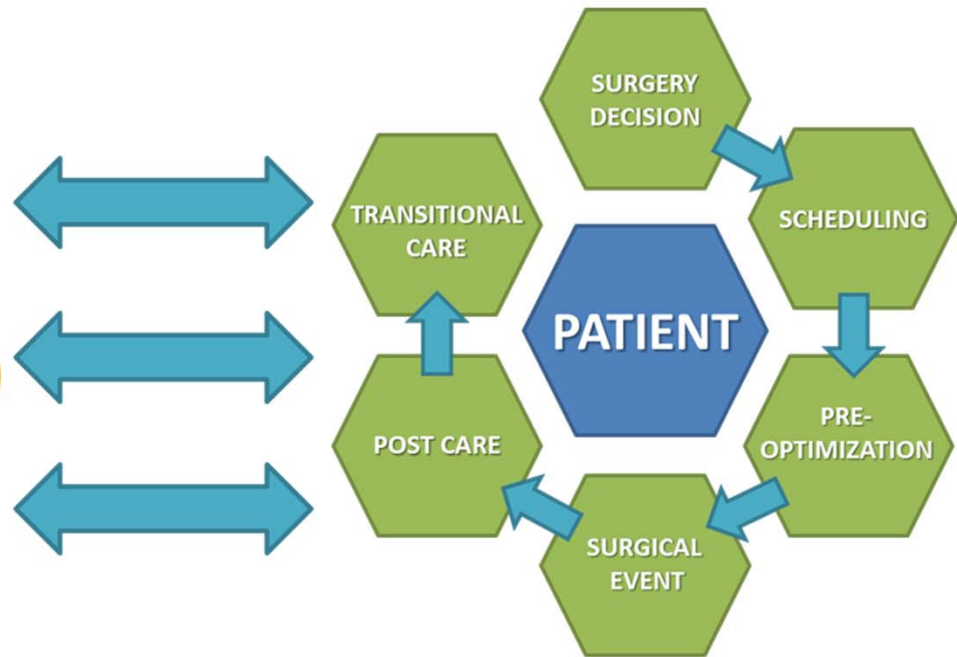 SURGERY
DECISION
SCHEDULING
PRE-
OPTIMIZATION
SURGICAL
EVENT
POST CARE
TRANSITIONAL
CARE
PATIENT